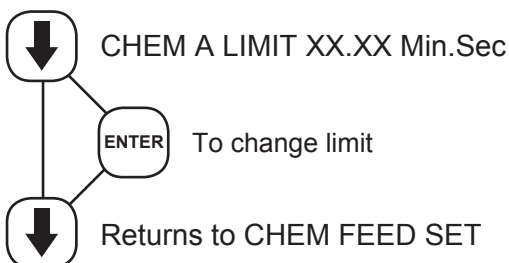 CHEM A LIMIT XX.XX Min.Sec
ENTER To change limit
Returns to CHEM FEED SET